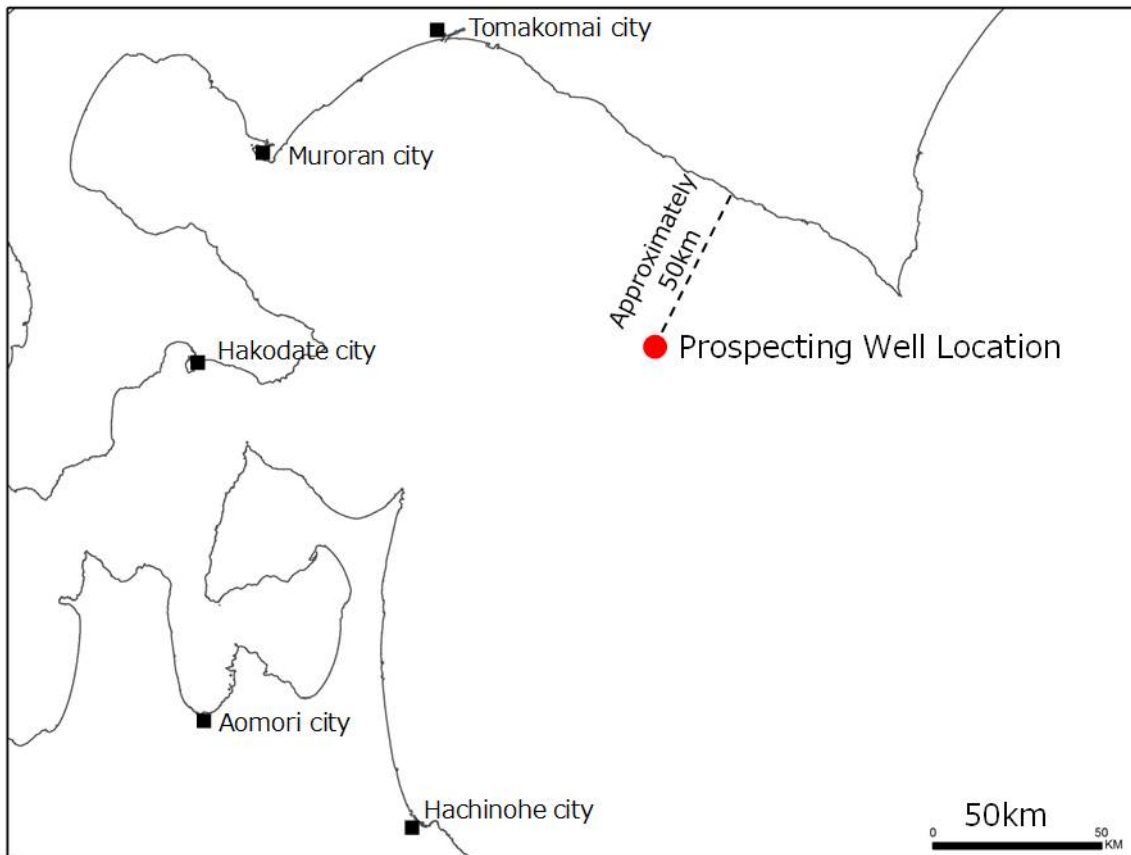 Tomakomai city
Muroran city
Approximately
50km
Hakodate city
Prospecting Well Location
Aomori city
Hachinohe city
50km
0 50
KM